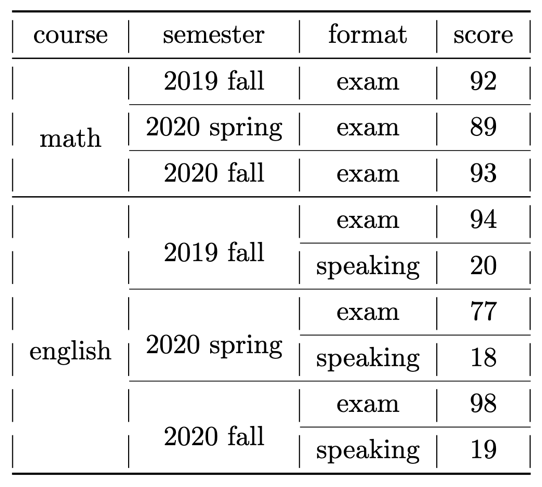 course semester format score
2019 fall exam 92
math 2020 spring exam 89
2020 fall exam 93
english 2019 fall exam 94
speaking 20
2020 spring exam 77
speaking 18
2020 fall exam 98
speaking 19